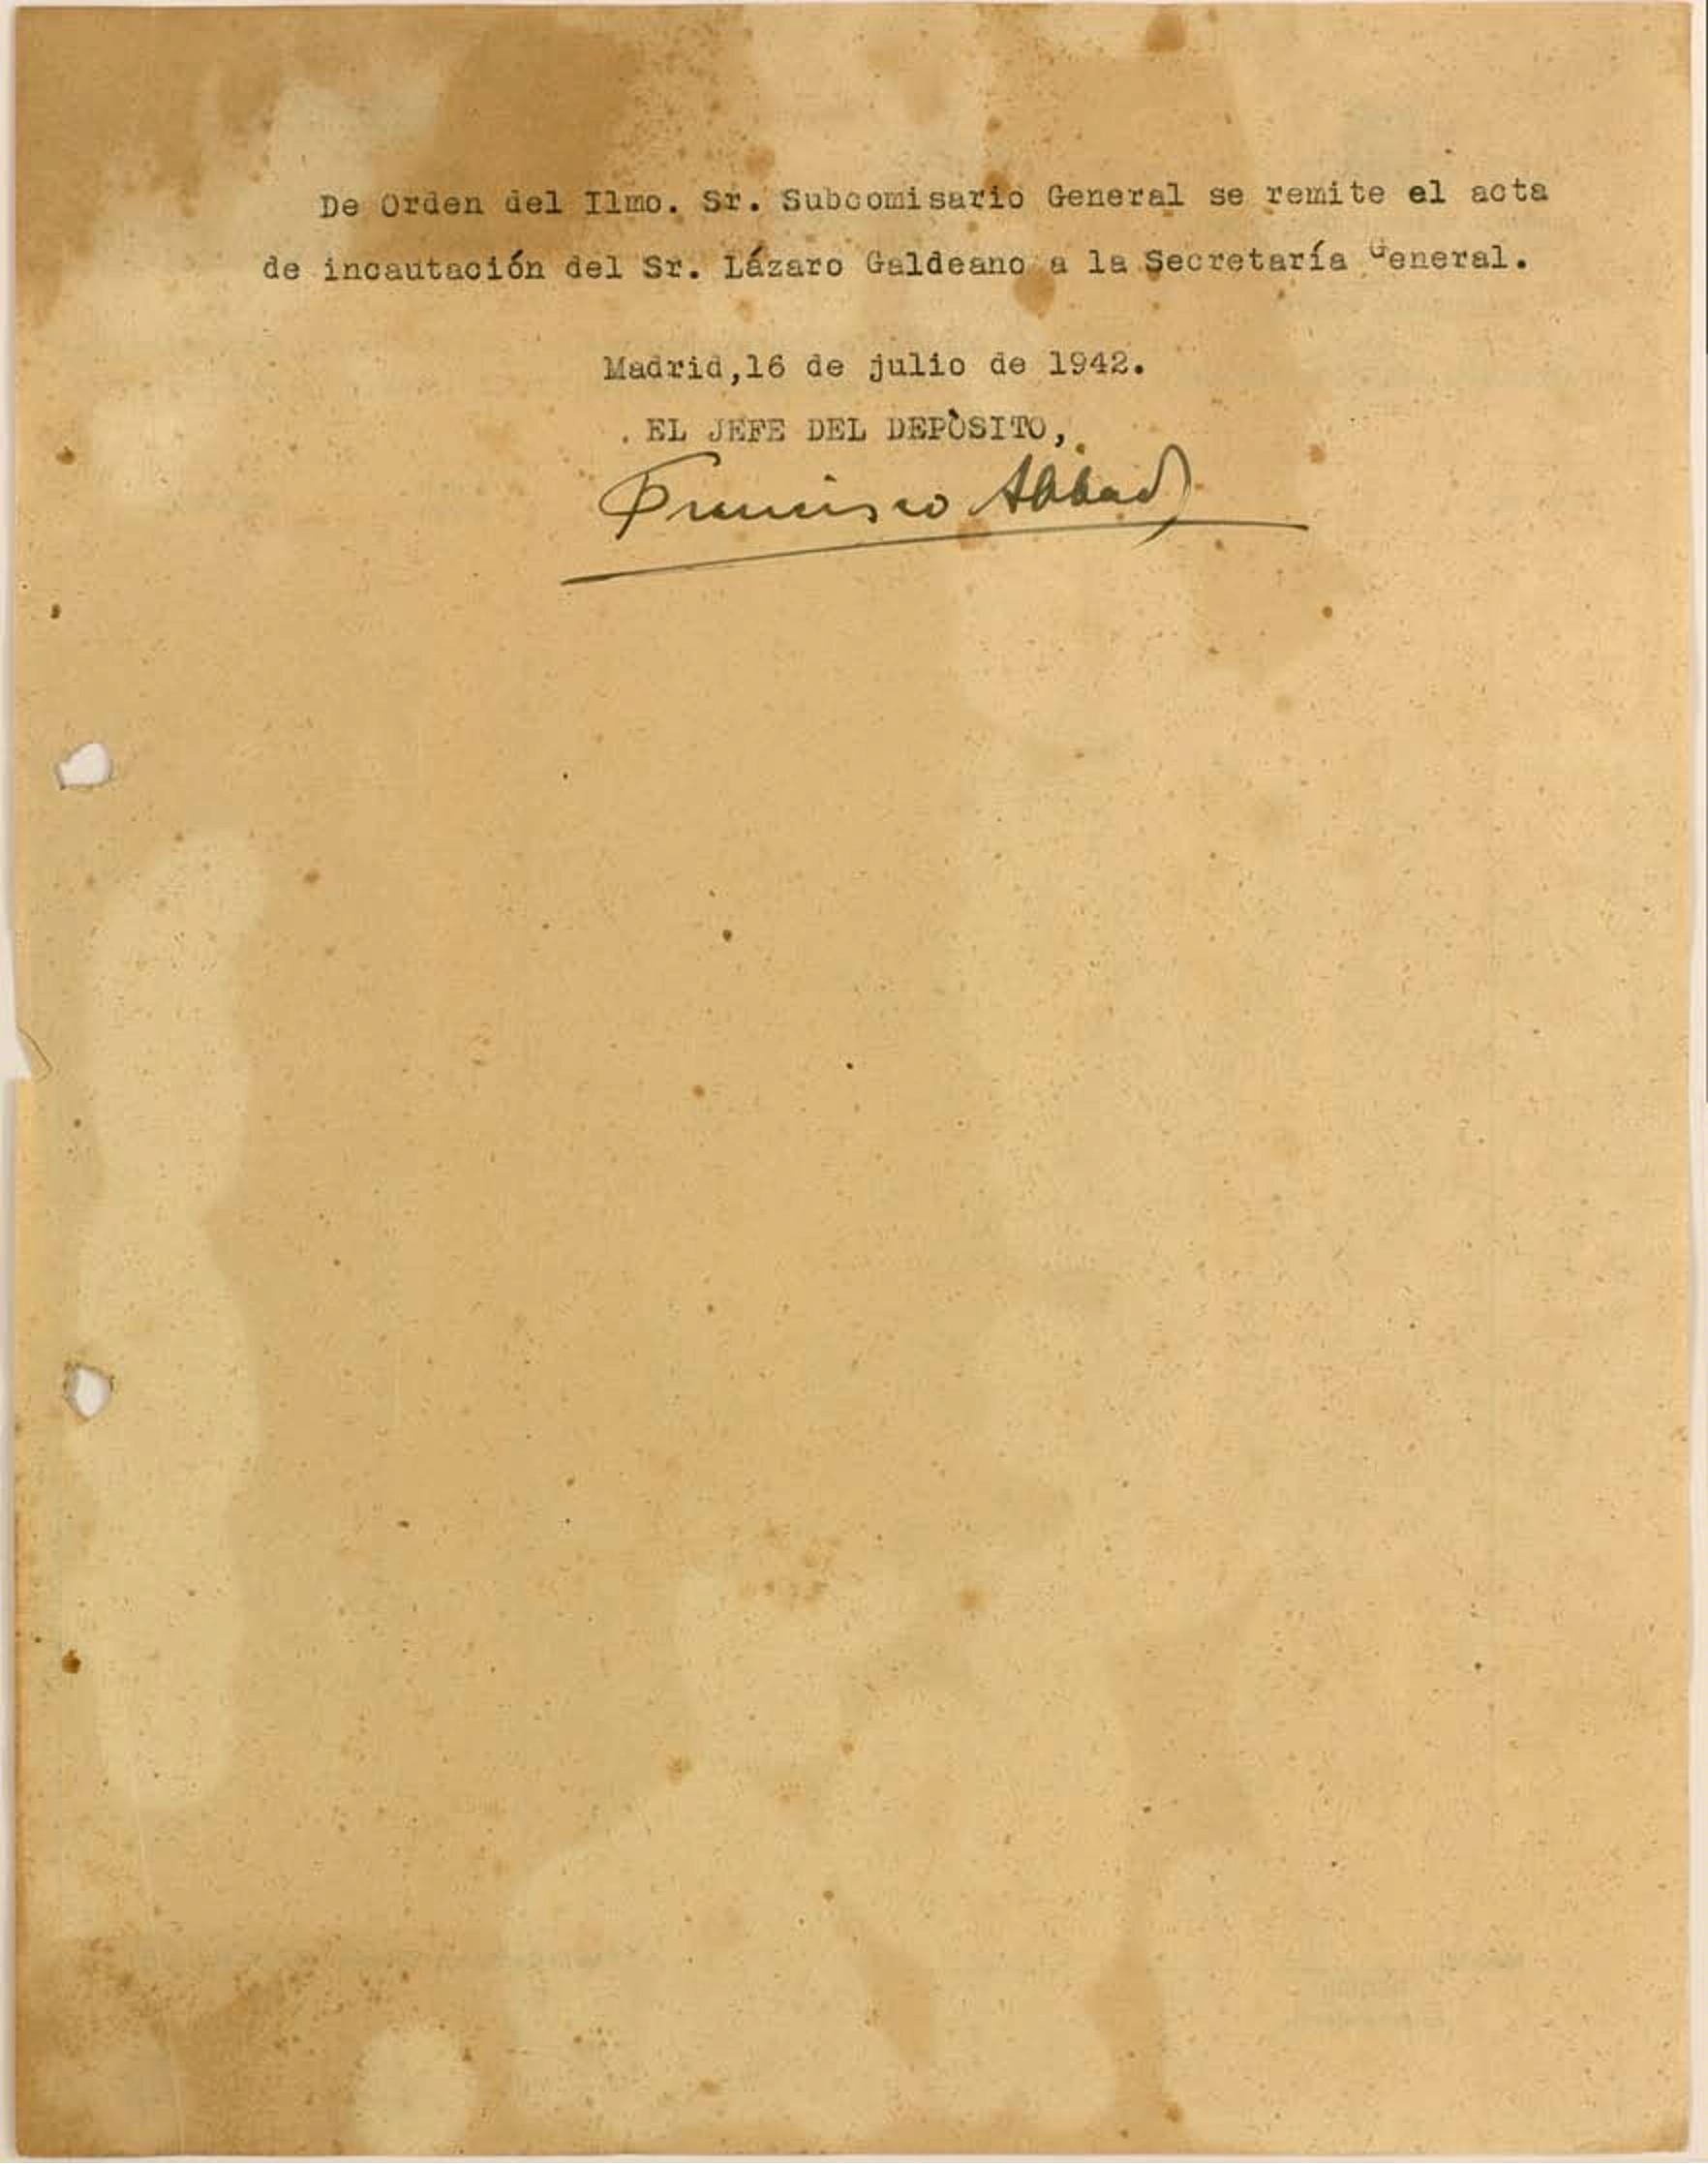 De Orden del Ilmo. Sr. Subcomisario General se remite el acta
de incautación del Sr. Lázaro Galdeano a la Secretaría General.
Madrid,16 de julio de 1942.
. EL JEFE DEL DEPÒSITO,
Francisco Abbad